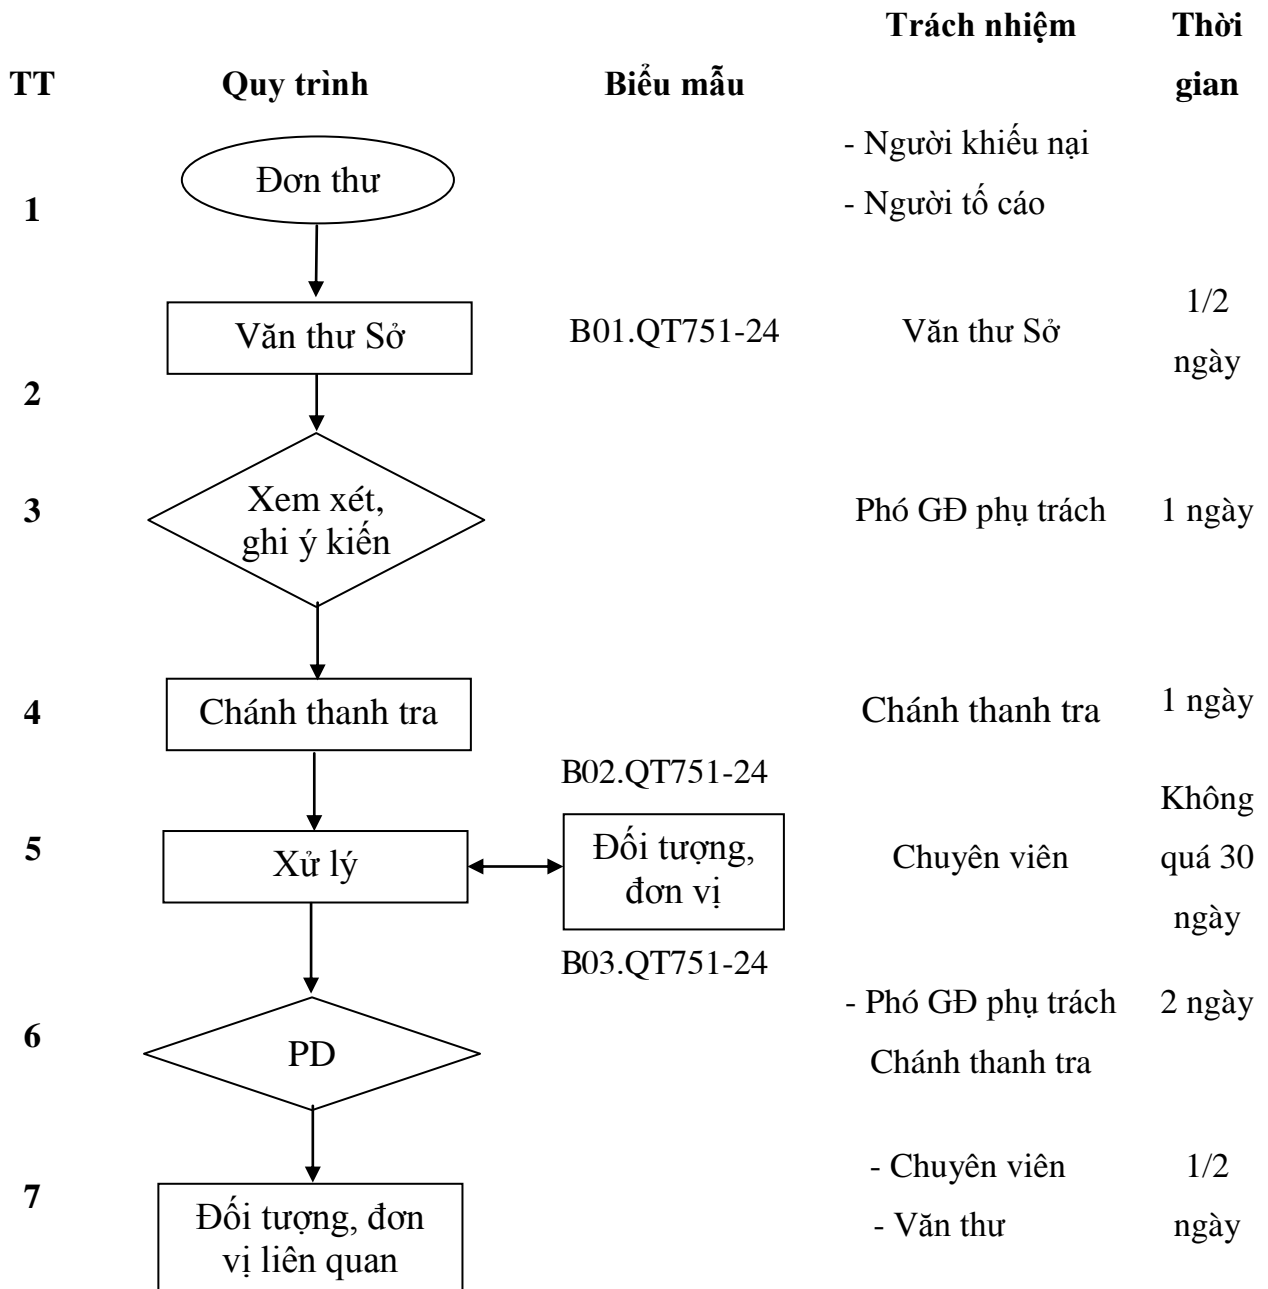 Trách nhiệm Thời
TT Quy trình Biểu mẫu gian
- Người khiếu nại
Đơn thư
1 - Người tố cáo
1/2
Văn thư Sở B01.QT751-24 Văn thư Sở
ngày
2
Xem xét,
3 Phó GĐ phụ trách 1 ngày
ghi ý kiến
4 Chánh thanh tra Chánh thanh tra 1 ngày
B02.QT751-24
Không
5 Xử lý Đối tượng, Chuyên viên quá 30
đơn vị
ngày
B03.QT751-24
- Phó GĐ phụ trách 2 ngày
6 PD
Chánh thanh tra
- Chuyên viên 1/2
7 Đối tượng, đơn - Văn thư ngày
vị liên quan